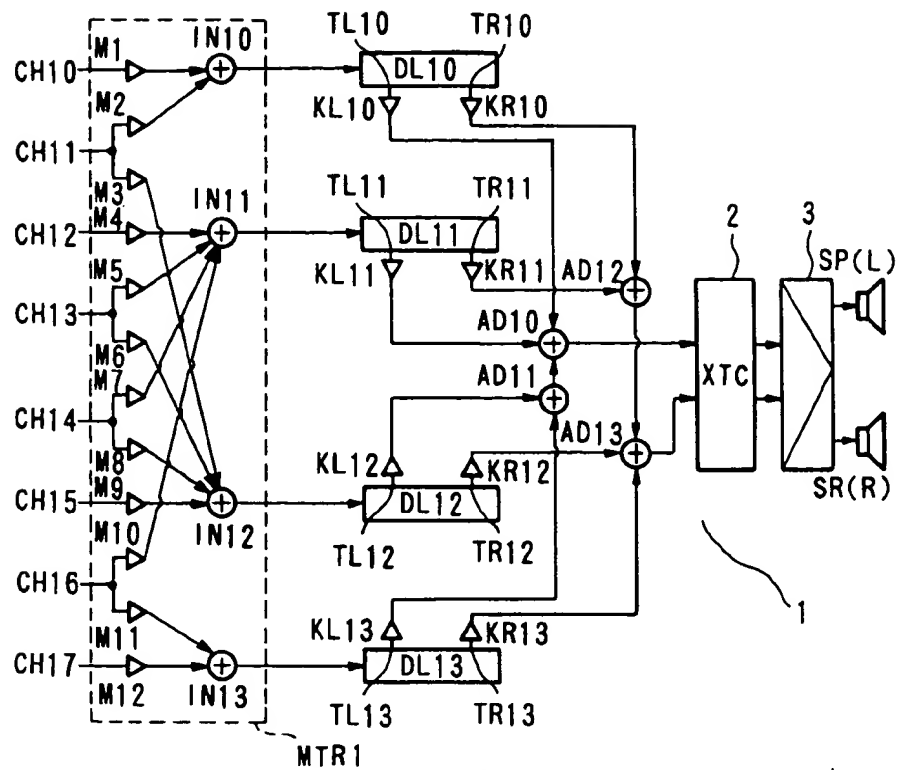 TL10 TR10
M1 IN10
CH10 DL10
M2 KL10 KR10
CH11
M3 IN11 TL11 TR11
M4
CH12 DL11 2 3
M5 KL11 KR11 AD12 SP(L)
CH13
M6 AD10
M7 AD11 XTC
CH14 AD13
M8 KL12 KR12
M9 SR(R)
CH15 IN12 DL12
M10 TL12 TR12
CH16 1
M11 KL13 KR13
CH17 DL13
M12 IN13 TL13 TR13
MTR1